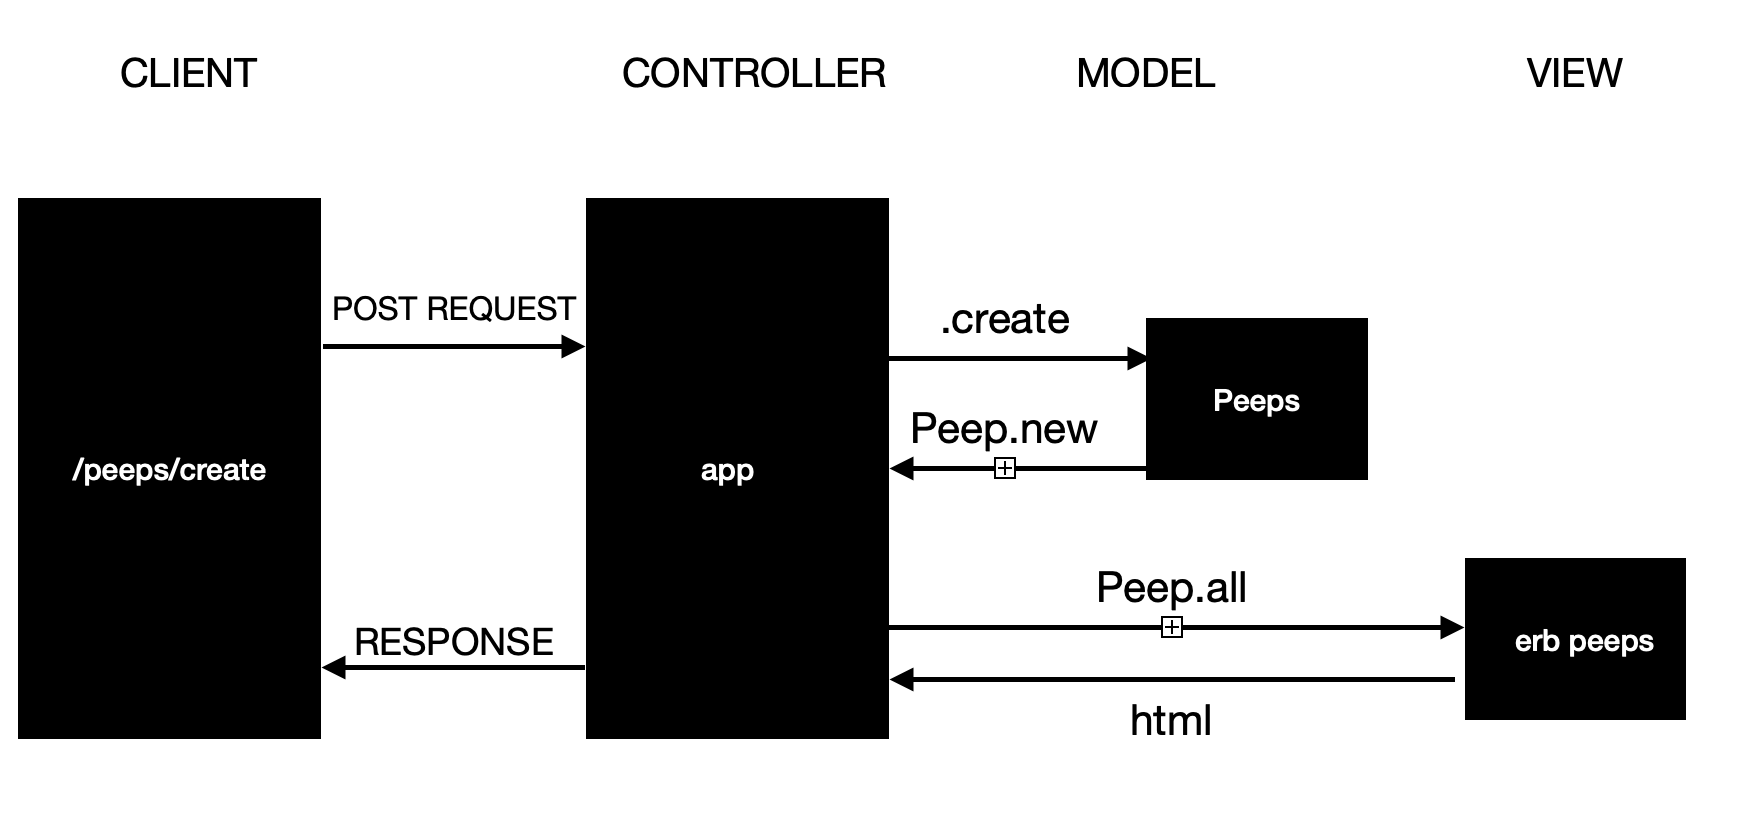 CLIENT
CONTROLLER
MODEL
VIEW
POST REQUEST
.create
Peeps
Peep.new
/peeps/create
app
Peep.all
RESPONSE
erb peeps
html